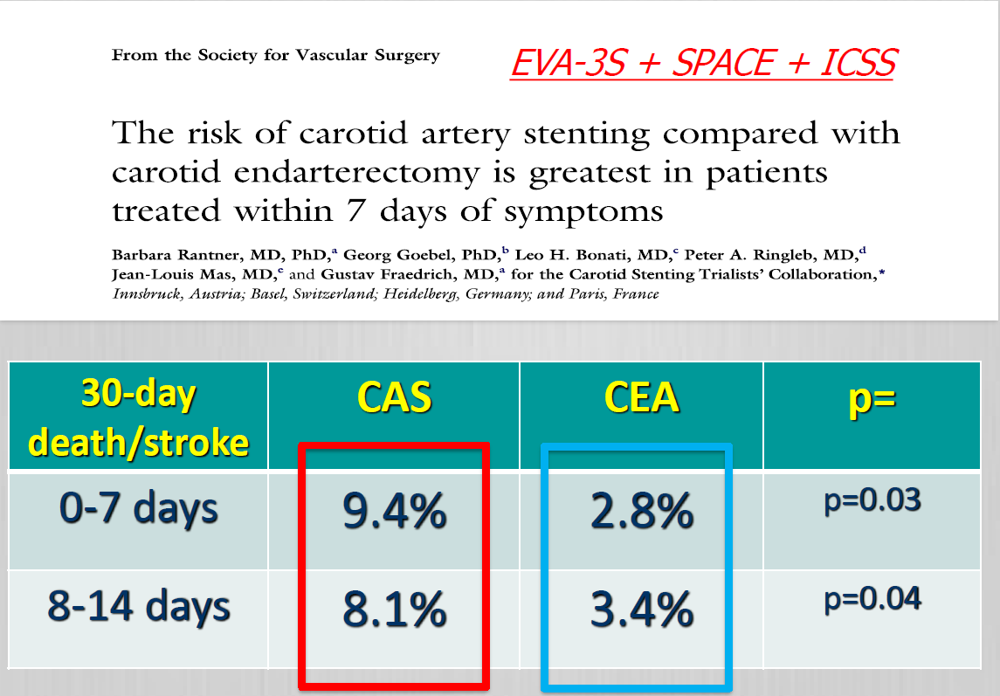 From the Society for Vascular Surgery
EVA-3S + SPACE + ICSS
The risk of carotid artery stenting compared with
carotid endarterectomy is greatest in patients
treated within 7 days of symptoms
Barbara Rantner, MD, PhD,ᵃ Georg Goebel, PhD,ᵇ Leo H. Bonati, MD,ᶜ Peter A. Ringleb, MD,ᵈ
Jean-Louis Mas, MD,ᵉ and Gustav Fraedrich, MD,ᵃ for the Carotid Stenting Trialists' Collaboration,*
Innsbruck, Austria; Basel, Switzerland; Heidelberg, Germany; and Paris, France
30-day
death/stroke
CAS
CEA
p=
0-7 days
9.4%
2.8%
p=0.03
8-14 days
8.1%
3.4%
p=0.04